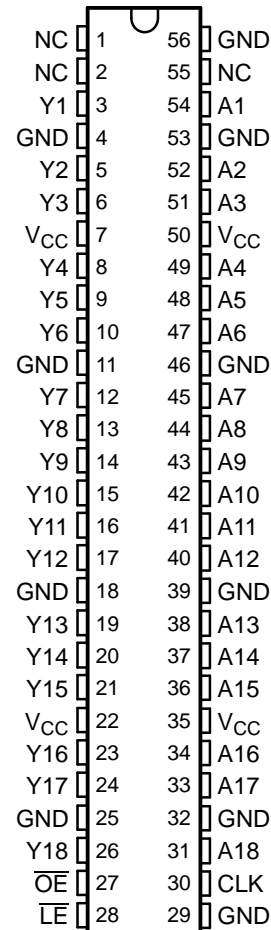 NC 1 56 GND
NC 2 55 NC
Y1 3 54 A1
GND 4 53 GND
Y2 5 52 A2
Y3 6 51 A3
VCC 7 50 VCC
Y4 8 49 A4
Y5 9 48 A5
Y6 10 47 A6
GND 11 46 GND
Y7 12 45 A7
Y8 13 44 A8
Y9 14 43 A9
Y10 15 42 A10
Y11 16 41 A11
Y12 17 40 A12
GND 18 39 GND
Y13 19 38 A13
Y14 20 37 A14
Y15 21 36 A15
VCC 22 35 VCC
Y16 23 34 A16
Y17 24 33 A17
GND 25 32 GND
Y18 26 31 A18
O̅E̅ 27 30 CLK
L̅E̅ 28 29 GND